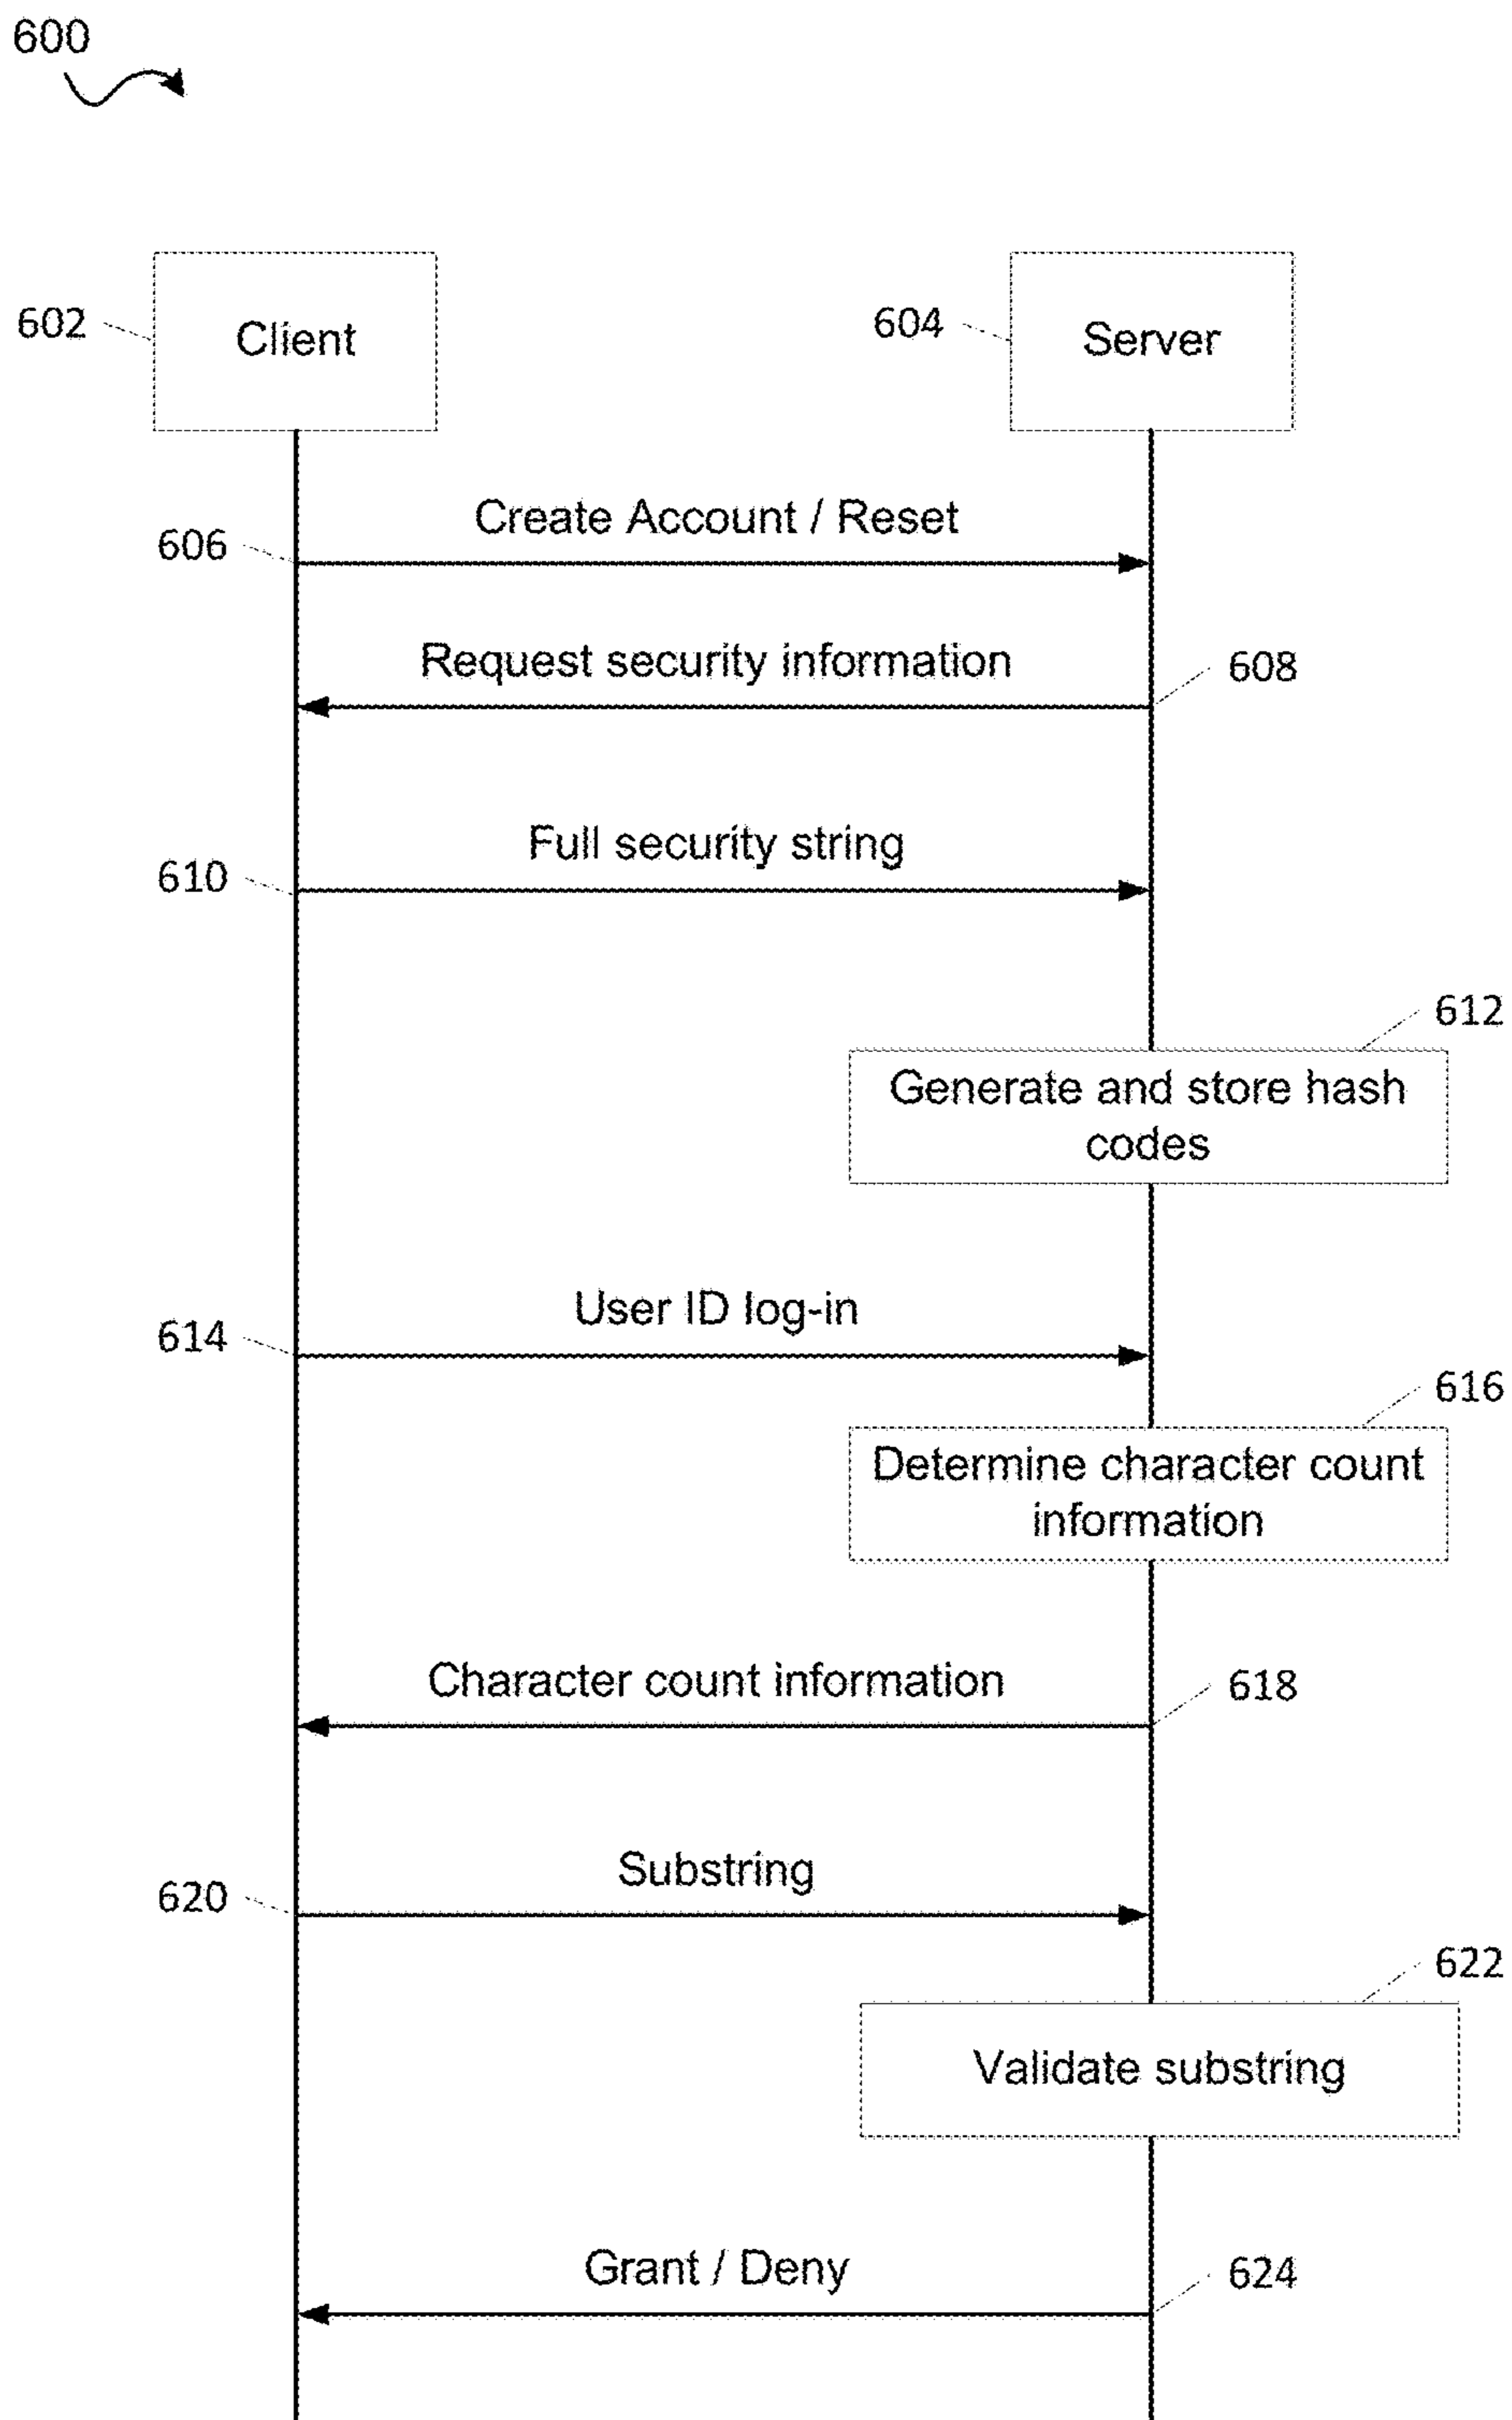 600
602
Client
604
Server
Create Account / Reset
606
Request security information
608
Full security string
610
612
Generate and store hash
codes
User ID log-in
614
616
Determine character count
information
Character count information
618
Substring
620
622
Validate substring
Grant / Deny
624